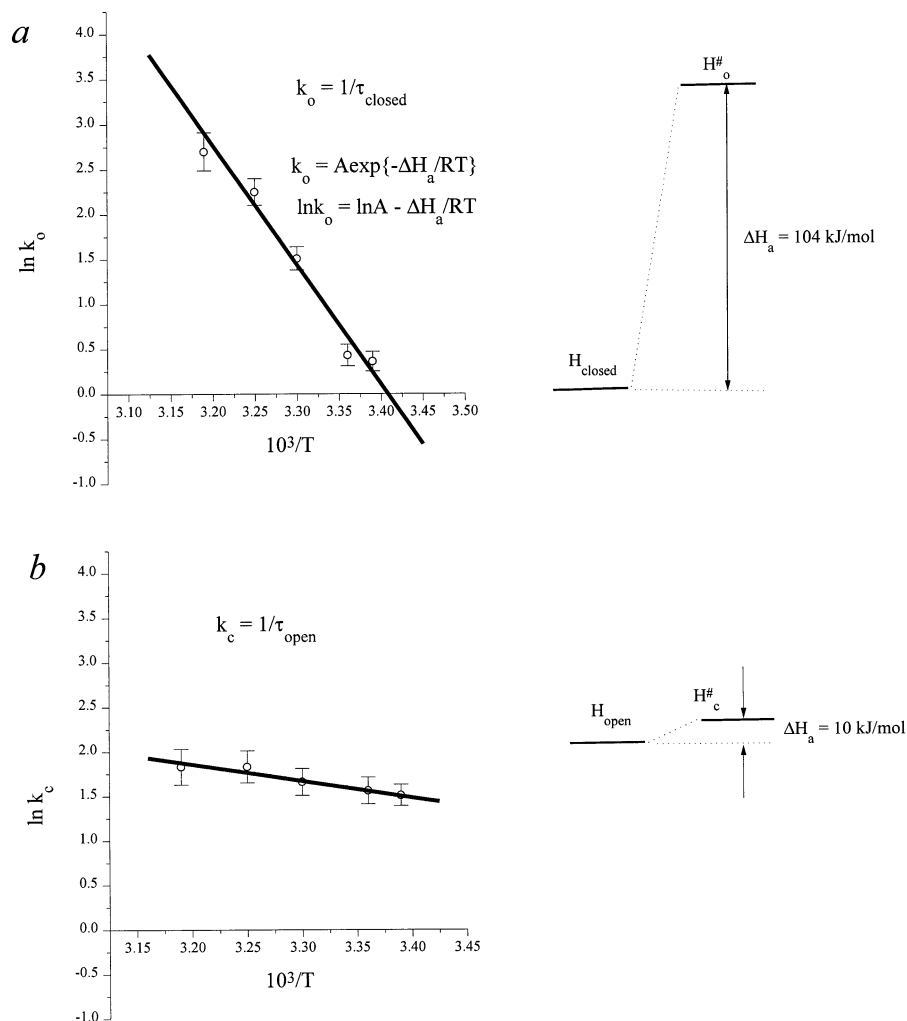 a
4.0
3.5
3.0
2.5
2.0
1.5
1.0
0.5
0.0
-0.5
-1.0
ln k_o
3.10 3.20 3.25 3.30 3.35 3.40 3.45 3.50
10³/T
k_o = 1/τ_closed
k_o = Aexp{-ΔH_a/RT}
lnk_o = lnA - ΔH_a/RT
H^#_o
ΔH_a = 104 kJ/mol
H_closed
b
4.0
3.5
3.0
2.5
2.0
1.5
1.0
0.5
0.0
-0.5
-1.0
ln k_c
3.15 3.20 3.25 3.30 3.35 3.40 3.45
10³/T
k_c = 1/τ_open
H_open
H^#_c
ΔH_a = 10 kJ/mol